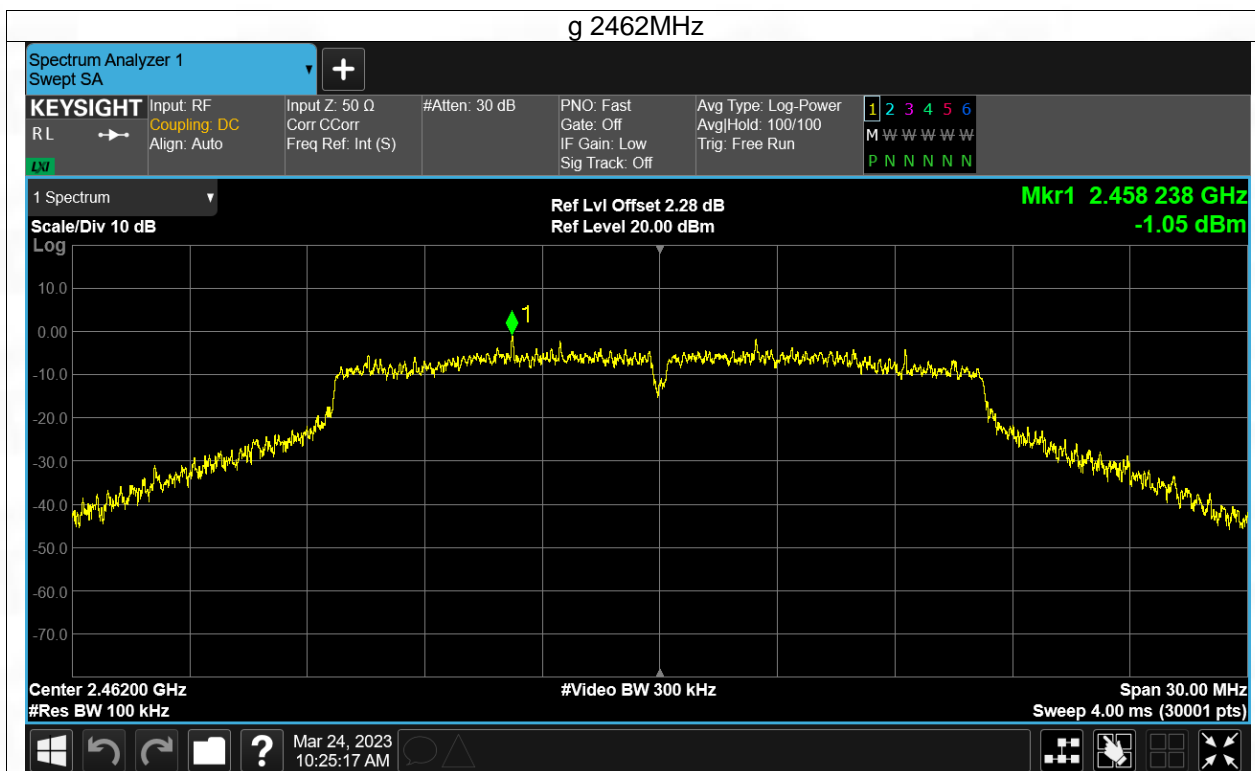 g 2462MHz
Spectrum Analyzer 1
Swept SA
KEYSIGHT
RL
LXI
Input: RF
Coupling: DC
Align: Auto
Input Z: 50 Ω
Corr CCorr
Freq Ref: Int (S)
#Atten: 30 dB
PNO: Fast
Gate: Off
IF Gain: Low
Sig Track: Off
Avg Type: Log-Power
Avg|Hold: 100/100
Trig: Free Run
1 2 3 4 5 6
M W W W W W
P N N N N N
1 Spectrum
Scale/Div 10 dB
Ref Lvl Offset 2.28 dB
Ref Level 20.00 dBm
Mkr1 2.458 238 GHz
-1.05 dBm
Log
10.0
0.00
-10.0
-20.0
-30.0
-40.0
-50.0
-60.0
-70.0
1
Center 2.46200 GHz
#Video BW 300 kHz
Span 30.00 MHz
#Res BW 100 kHz
Sweep 4.00 ms (30001 pts)
?
Mar 24, 2023
10:25:17 AM